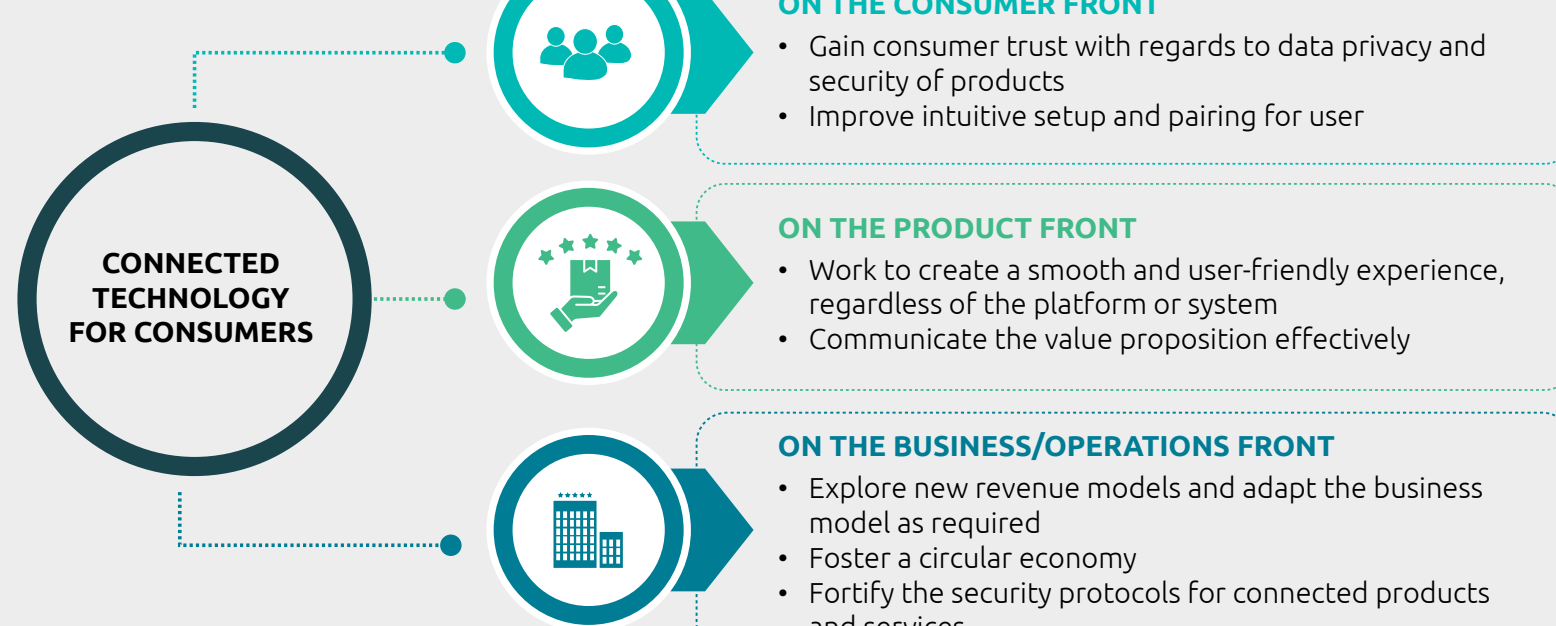 ON THE CONSUMER FRONT
• Gain consumer trust with regards to data privacy and
security of products
• Improve intuitive setup and pairing for user
CONNECTED
TECHNOLOGY
FOR CONSUMERS
ON THE PRODUCT FRONT
• Work to create a smooth and user-friendly experience,
regardless of the platform or system
• Communicate the value proposition effectively
ON THE BUSINESS/OPERATIONS FRONT
• Explore new revenue models and adapt the business
model as required
• Foster a circular economy
• Fortify the security protocols for connected products
and services